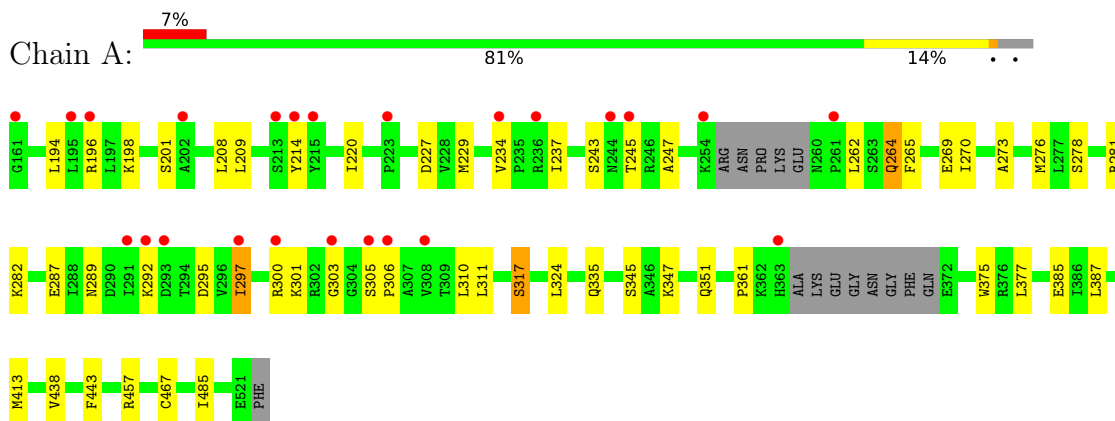 7%
Chain A:
81% 14% • •
G161 L194 L195 R196 L197 K198 S201 A202 L208 L209 S213 Y214 Y215 I220 P223 D227 V228 M229 V234 P235 R236 I237 S243 N244 T245 R246 A247 K254 ARG ASN PRO LYS GLU N260 P261 L262 S263 Q264 F265 E269 I270 A273 M276 L277 S278
K282 E287 I288 N289 D290 I291 K292 D293 T294 D295 V296 I297 R300 K301 R302 G303 G304 S305 P306 A307 V308 T309 L310 L311 S317 L324 Q335 S345 A346 K347 Q351 P361 K362 H363 ALA LYS GLU GLY ASN GLY PHE GLN E372 W375 R376 L377 E385 I386 L387
M413 V438 F443 R457 C467 I485 E521 PHE